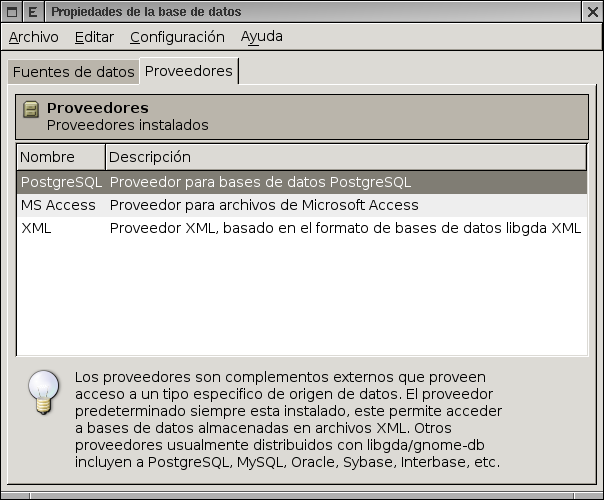 E Propiedades de la base de datos
Archivo Editar Configuración Ayuda
Fuentes de datos Proveedores
Proveedores
Proveedores instalados
Nombre Descripción
PostgreSQL Proveedor para bases de datos PostgreSQL
MS Access Proveedor para archivos de Microsoft Access
XML Proveedor XML, basado en el formato de bases de datos libgda XML
Los proveedores son complementos externos que proveen
acceso a un tipo especifico de origen de datos. El proveedor
predeterminado siempre esta instalado, este permite acceder
a bases de datos almacenadas en archivos XML. Otros
proveedores usualmente distribuidos con libgda/gnome-db
incluyen a PostgreSQL, MySQL, Oracle, Sybase, Interbase, etc.